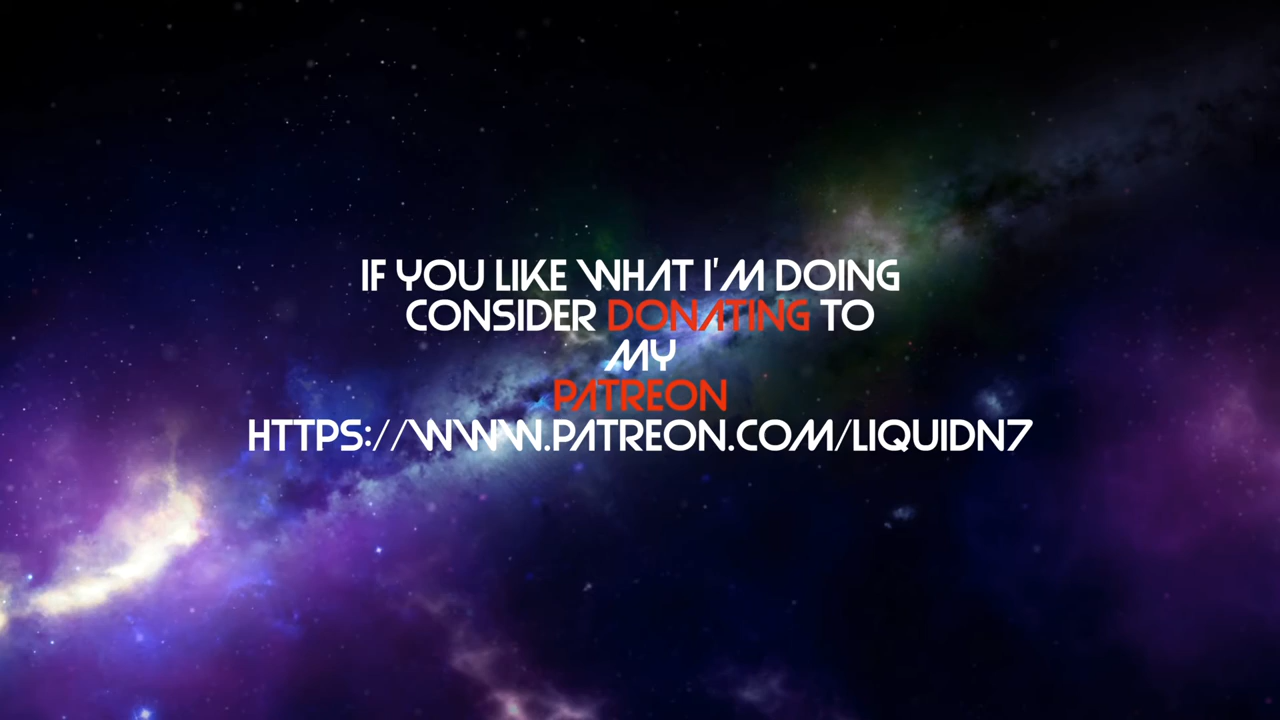 IF YOU LIKE WHAT I'M DOING
CONSIDER DONATING TO
MY
PATREON
HTTPS://WWW.PATREON.COM/LIQUIDN7